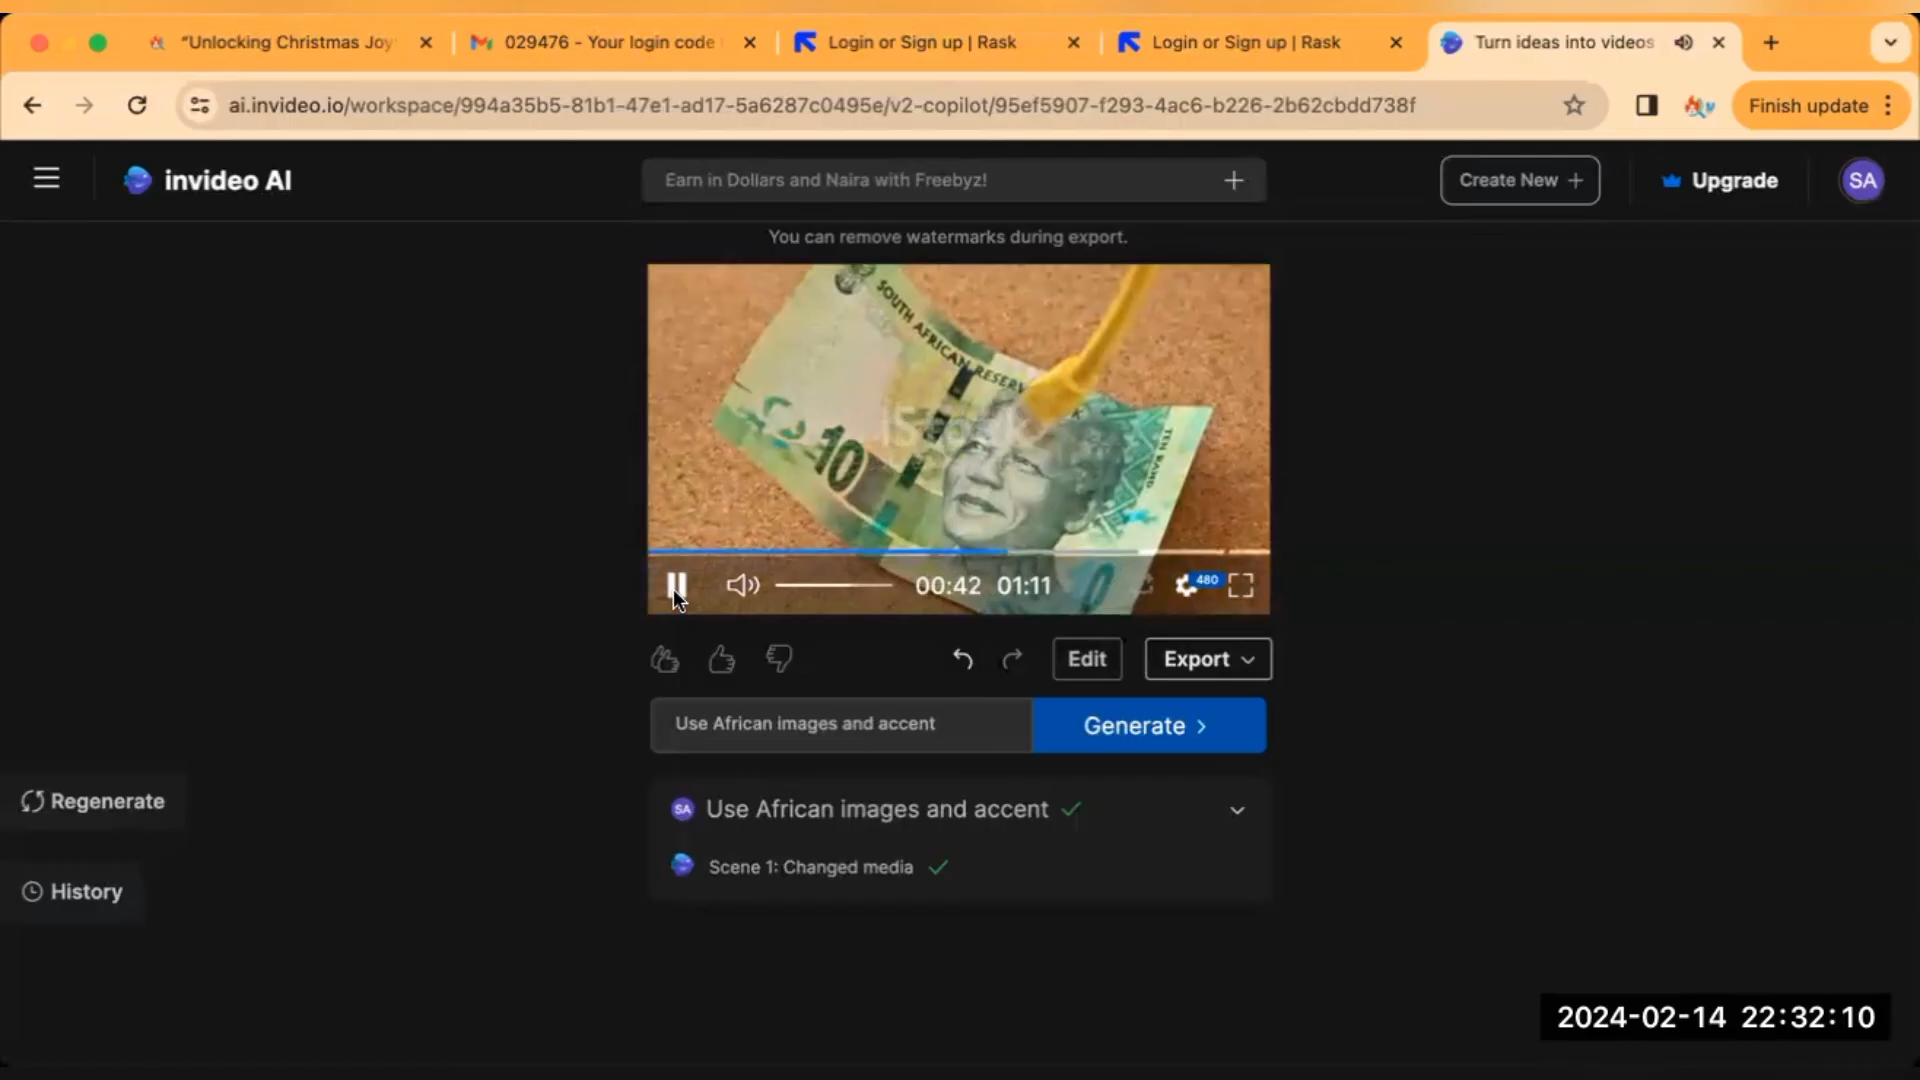 “Unlocking Christmas Joy
029476 - Your login code
Login or Sign up | Rask
Login or Sign up | Rask
Turn ideas into videos
ai.invideo.io/workspace/994a35b5-81b1-47e1-ad17-5a6287c0495e/v2-copilot/95ef5907-f293-4ac6-b226-2b62cbdd738f
Finish update
invideo AI
Earn in Dollars and Naira with Freebyz!
Create New +
Upgrade
SA
You can remove watermarks during export.
SOUTH AFRICAN RESERV
10
iStock
TEN RAND
00:42 01:11
480
Edit
Export
Use African images and accent
Generate >
Regenerate
SA Use African images and accent
Scene 1: Changed media
History
2024-02-14 22:32:10